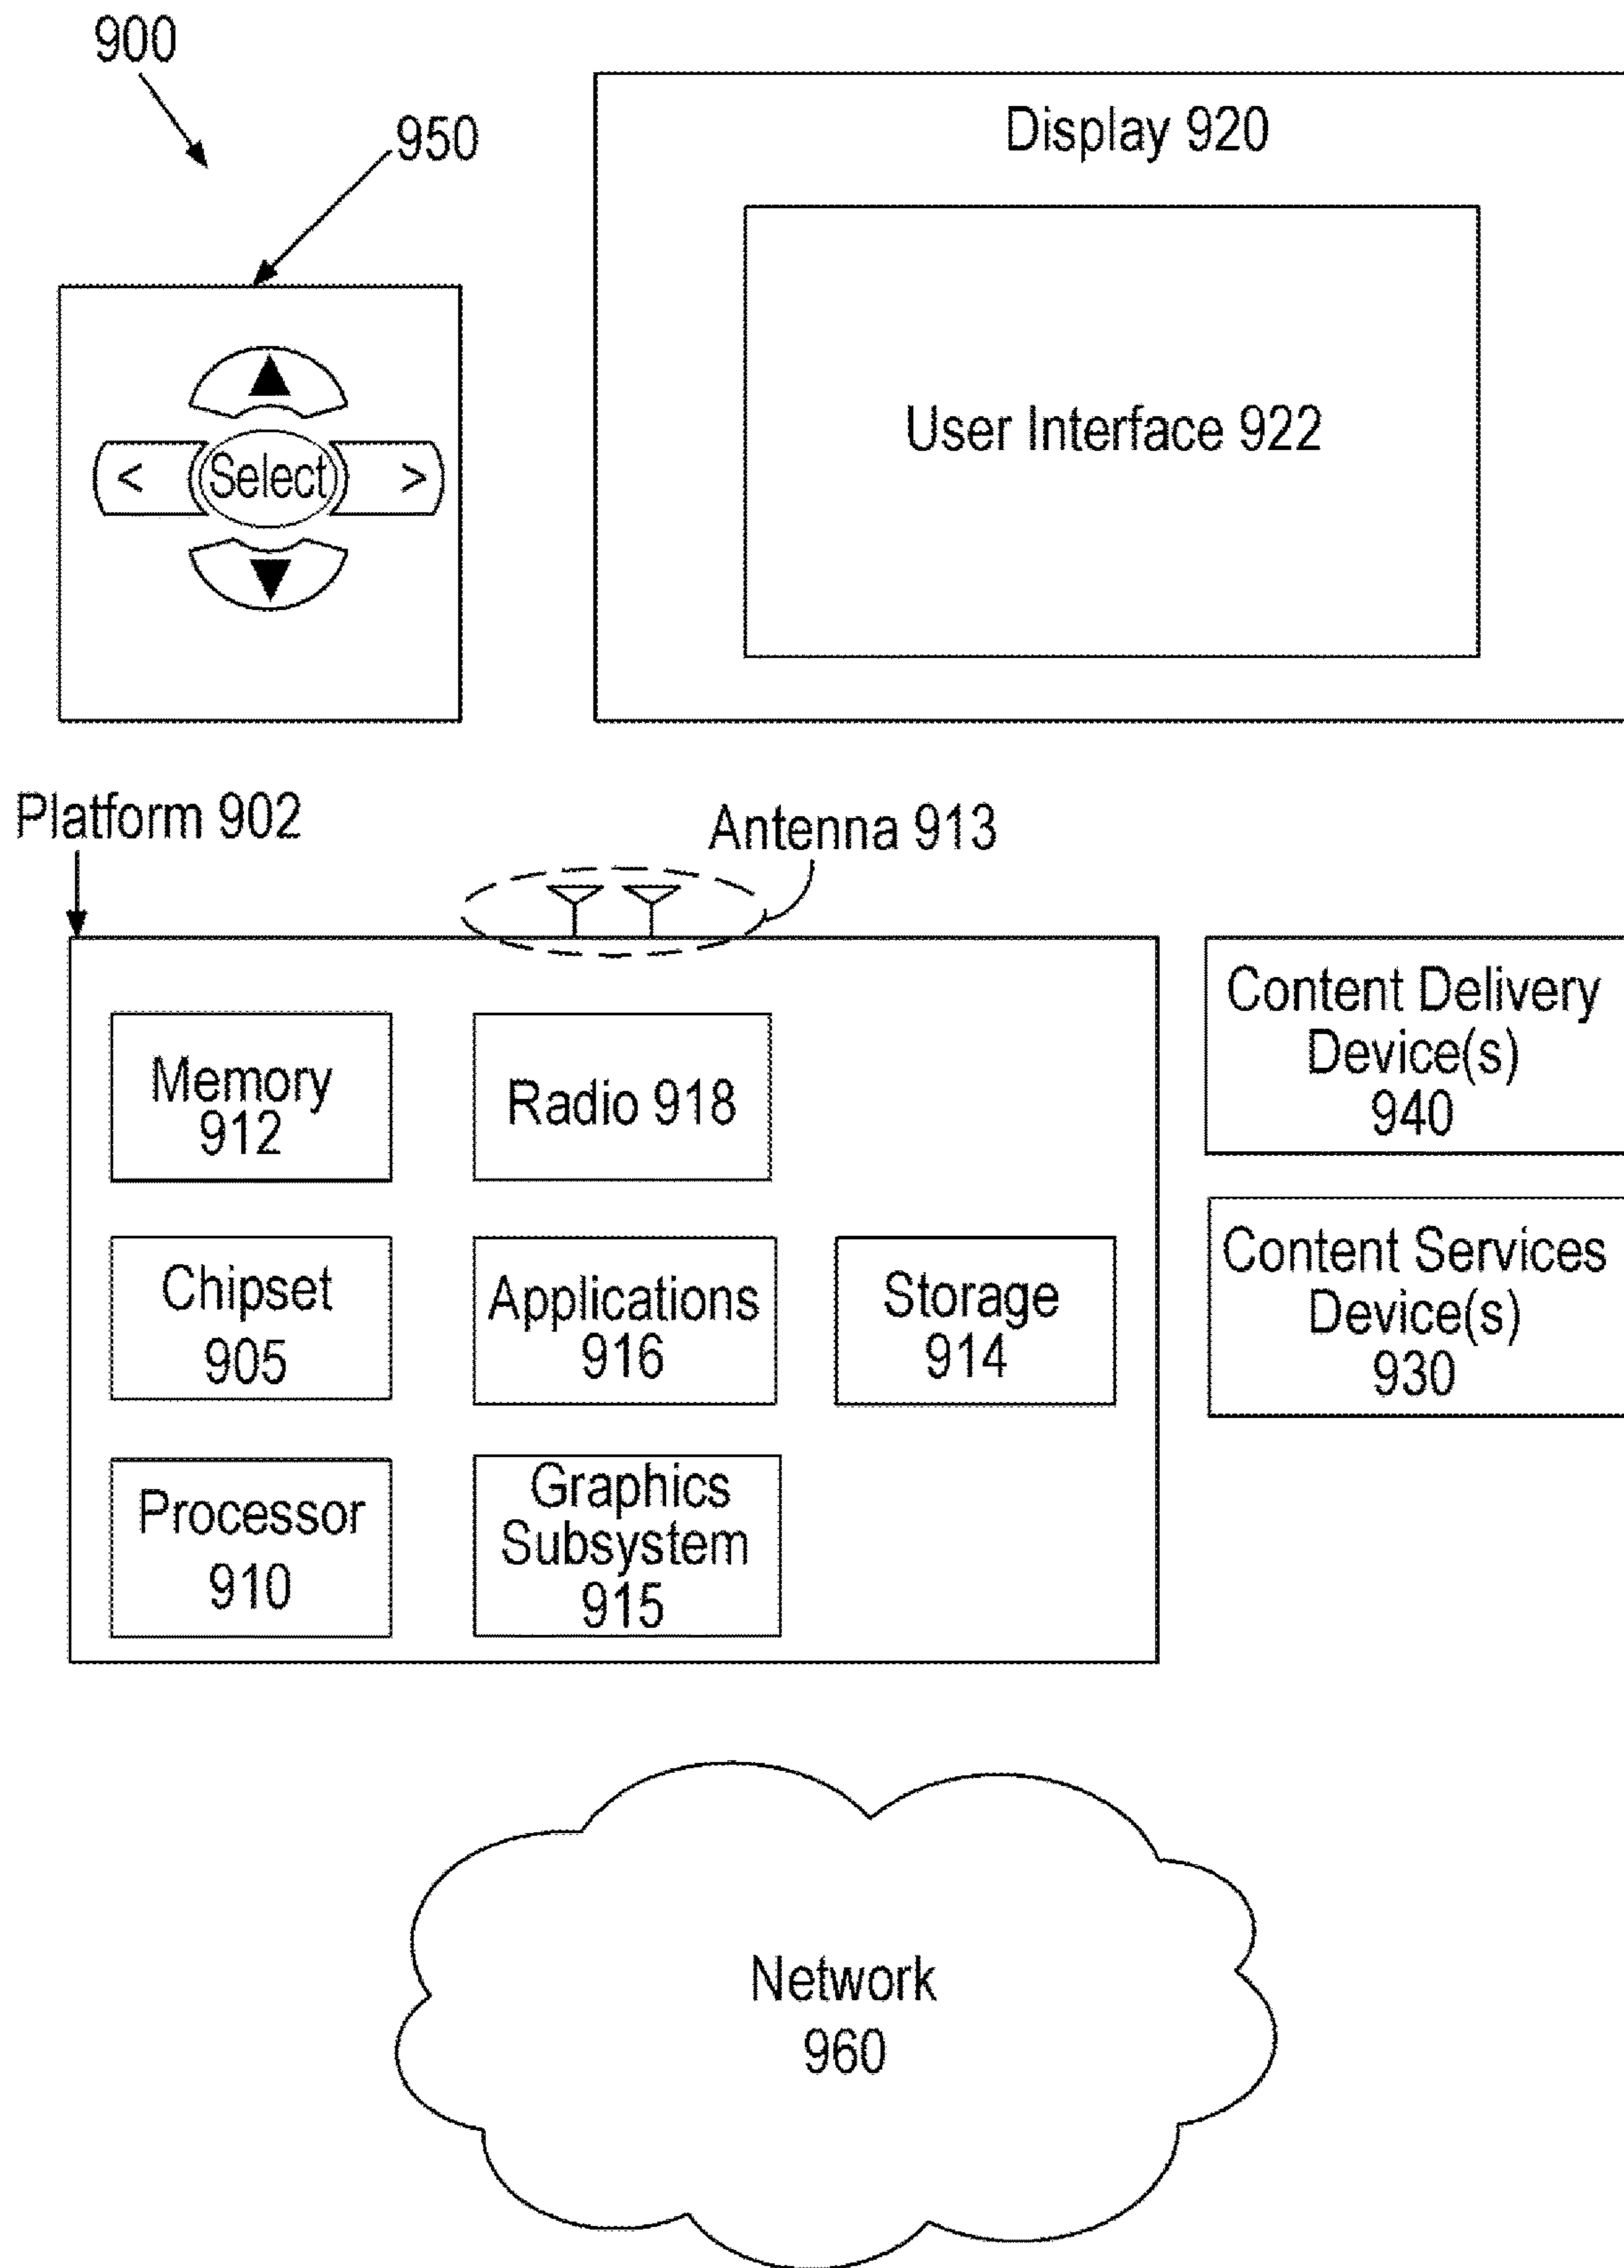 900
950
Display 920
User Interface 922
<
Select
>
Platform 902
Antenna 913
Memory
912
Radio 918
Chipset
905
Applications
916
Storage
914
Processor
910
Graphics
Subsystem
915
Content Delivery
Device(s)
940
Content Services
Device(s)
930
Network
960